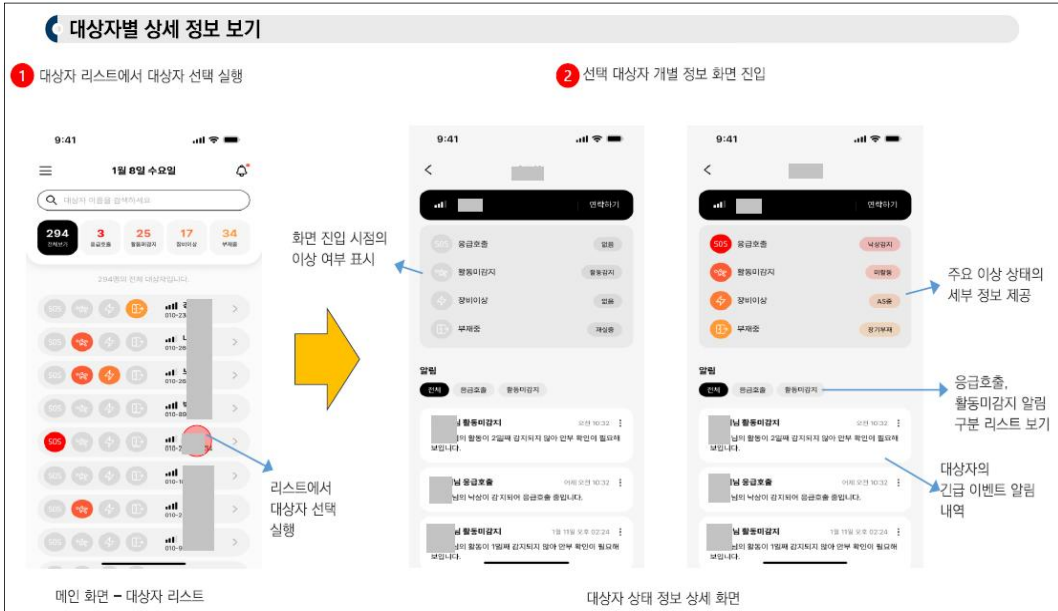 대상자별 상세 정보 보기
1 대상자 리스트에서 대상자 선택 실행
2 선택 대상자 개별 정보 화면 진입
9:41
1월 8일 수요일
대상자 이름을 검색하세요
294
전체보기
3
응급호출
25
활동미감지
17
장비이상
34
부재중
294명의 전체 대상자입니다.
SOS
010-23
SOS
SOS
SOS
SOS
010-2
SOS
SOS
010-2
SOS
메인 화면 – 대상자 리스트
리스트에서
대상자 선택
실행
화면 진입 시점의
이상 여부 표시
9:41
연락하기
SOS 응급호출 없음
활동미감지 활동감지
장비이상 없음
부재중 재실중
알림
전체 응급호출 활동미감지
님 활동미감지 오전 10:32
님의 활동이 2일째 감지되지 않아 안부 확인이 필요해
보입니다.
님 응급호출 어제 오전 10:32
님의 낙상이 감지되어 응급호출 중입니다.
님 활동미감지 1월 11일 오후 02:24
님의 활동이 1일째 감지되지 않아 안부 확인이 필요해
보입니다.
9:41
연락하기
SOS 응급호출 낙상감지
활동미감지 미활동
장비이상 AS중
부재중 장기부재
알림
전체 응급호출 활동미감지
님 활동미감지 오전 10:32
님의 활동이 2일째 감지되지 않아 안부 확인이 필요해
보입니다.
님 응급호출 어제 오전 10:32
님의 낙상이 감지되어 응급호출 중입니다.
님 활동미감지 1월 11일 오후 02:24
님의 활동이 1일째 감지되지 않아 안부 확인이 필요해
보입니다.
주요 이상 상태의
세부 정보 제공
응급호출,
활동미감지 알림
구분 리스트 보기
대상자의
긴급 이벤트 알림
내역
대상자 상태 정보 상세 화면